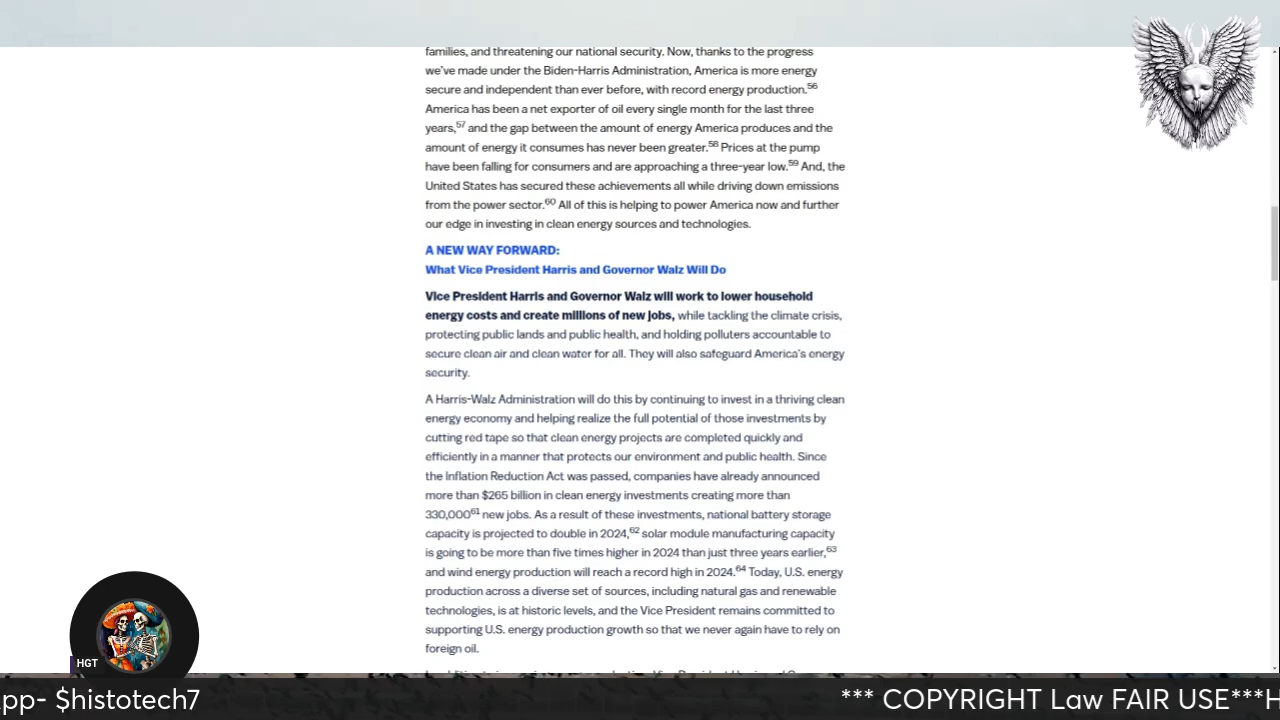 families, and threatening our national security. Now, thanks to the progress
we've made under the Biden-Harris Administration, America is more energy
secure and independent than ever before, with record energy production.56
America has been a net exporter of oil every single month for the last three
years,57 and the gap between the amount of energy America produces and the
amount of energy it consumes has never been greater.58 Prices at the pump
have been falling for consumers and are approaching a three-year low.59 And, the
United States has secured these achievements all while driving down emissions
from the power sector.60 All of this is helping to power America now and further
our edge in investing in clean energy sources and technologies.
A NEW WAY FORWARD:
What Vice President Harris and Governor Walz Will Do
Vice President Harris and Governor Walz will work to lower household
energy costs and create millions of new jobs, while tackling the climate crisis,
protecting public lands and public health, and holding polluters accountable to
secure clean air and clean water for all. They will also safeguard America's energy
security.
A Harris-Walz Administration will do this by continuing to invest in a thriving clean
energy economy and helping realize the full potential of those investments by
cutting red tape so that clean energy projects are completed quickly and
efficiently in a manner that protects our environment and public health. Since
the Inflation Reduction Act was passed, companies have already announced
more than $265 billion in clean energy investments creating more than
330,00061 new jobs. As a result of these investments, national battery storage
capacity is projected to double in 2024,62 solar module manufacturing capacity
is going to be more than five times higher in 2024 than just three years earlier,63
and wind energy production will reach a record high in 2024.64 Today, U.S. energy
production across a diverse set of sources, including natural gas and renewable
technologies, is at historic levels, and the Vice President remains committed to
supporting U.S. energy production growth so that we never again have to rely on
foreign oil.
HGT
pp- $histotech7 *** COPYRIGHT Law FAIR USE***H